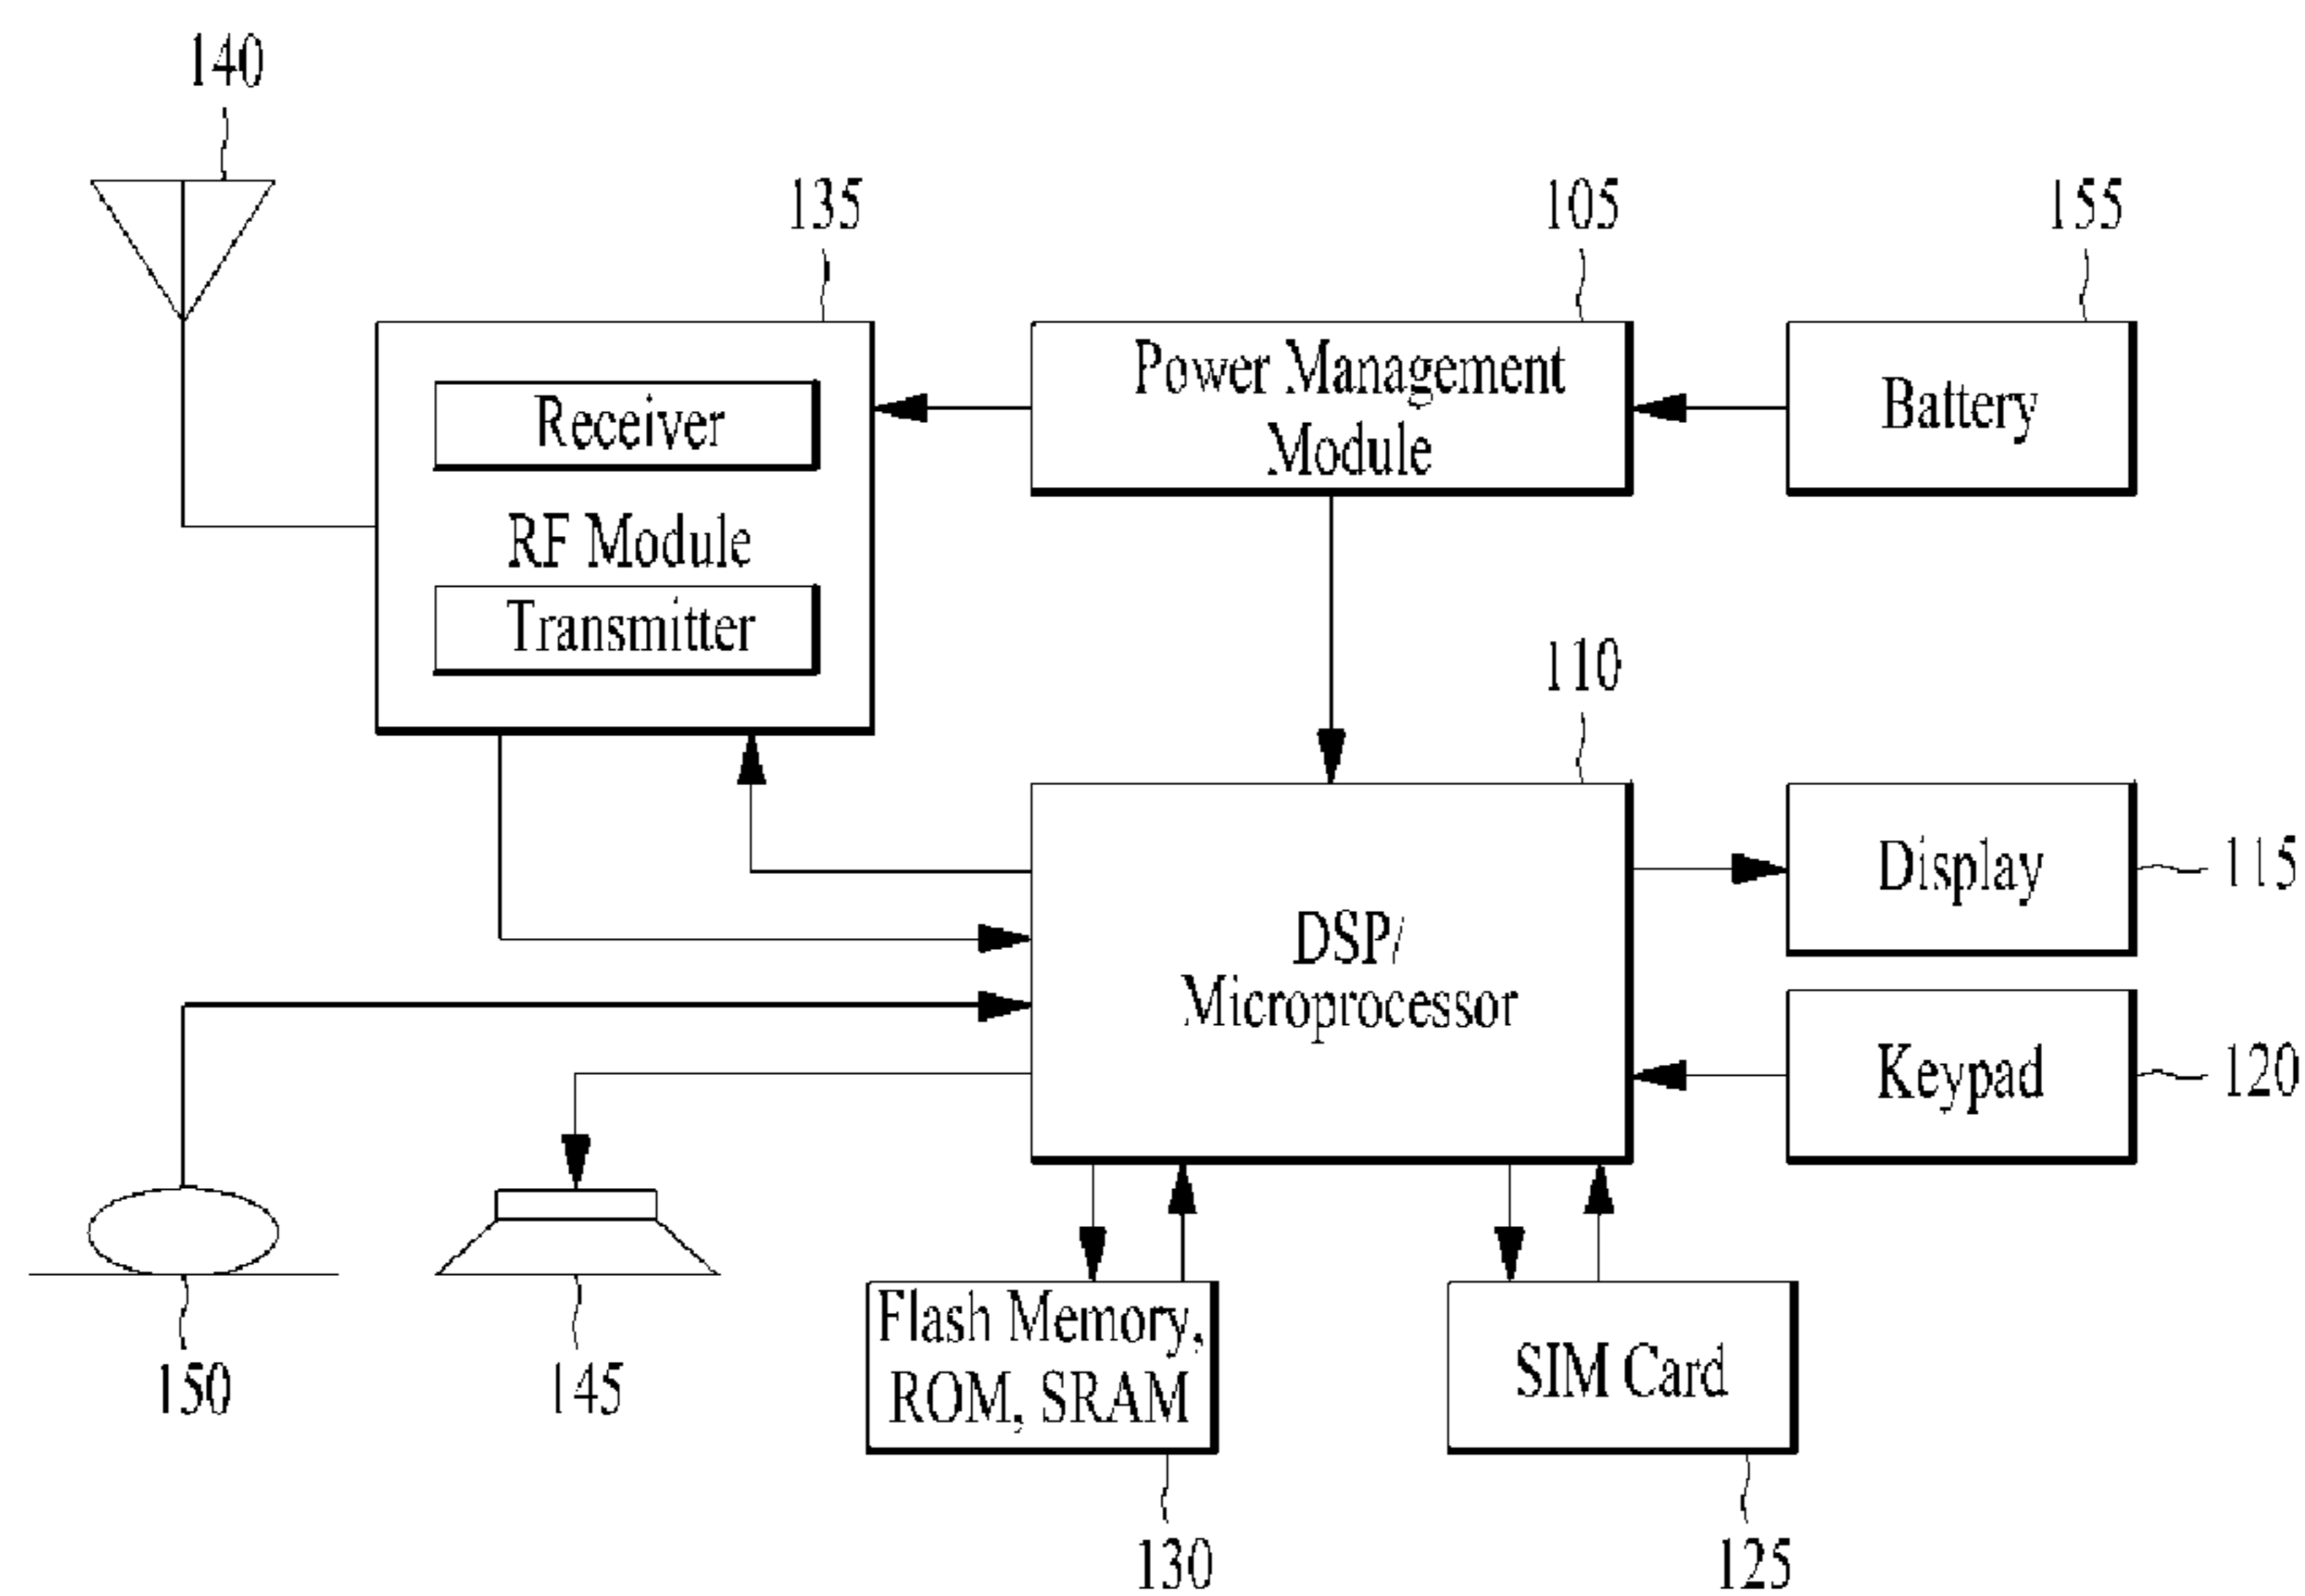 140
135
105
155
Receiver
RF Module
Transmitter
Power Management
Module
Battery
110
DSP/
Microprocessor
Display
115
Keypad
120
150
145
Flash Memory,
ROM, SRAM
SIM Card
130
125